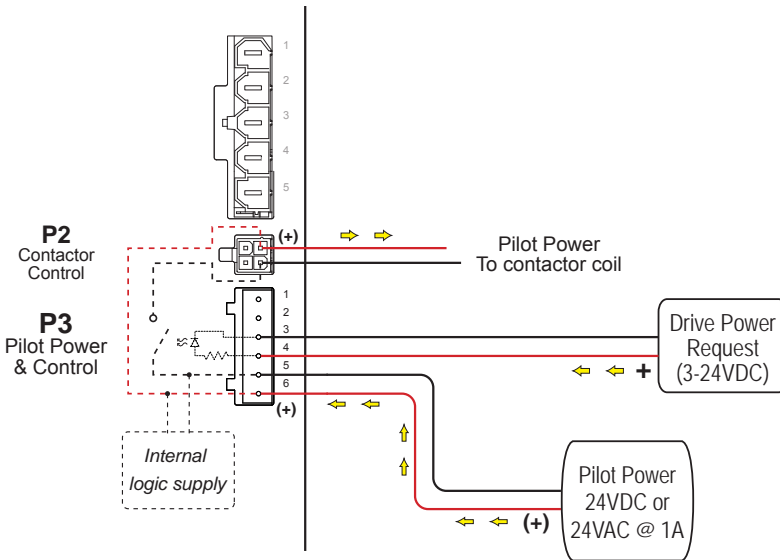 1
2
3
4
5
P2
Contactor
Control
(+)
Pilot Power
To contactor coil
P3
Pilot Power
& Control
1
2
3
4
5
6
(+)
Drive Power
Request
(3-24VDC)
+
Internal
logic supply
Pilot Power
24VDC or
24VAC @ 1A
(+)